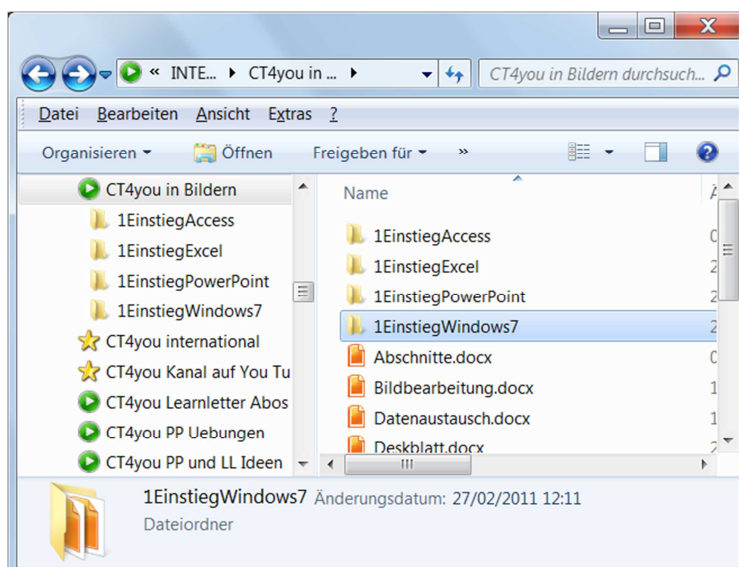 « INTE... CT4you in ... CT4you in Bildern durchsuch...
Datei Bearbeiten Ansicht Extras ?
Organisieren Öffnen Freigeben für »
CT4you in Bildern
1EinstiegAccess
1EinstiegExcel
1EinstiegPowerPoint
1EinstiegWindows7
CT4you international
CT4you Kanal auf You Tu
CT4you Learnletter Abos
CT4you PP Uebungen
CT4you PP und LL Ideen
Name
1EinstiegAccess
1EinstiegExcel
1EinstiegPowerPoint
1EinstiegWindows7
Abschnitte.docx
Bildbearbeitung.docx
Datenaustausch.docx
Deskblatt.docx
1EinstiegWindows7 Änderungsdatum: 27/02/2011 12:11
Dateiordner